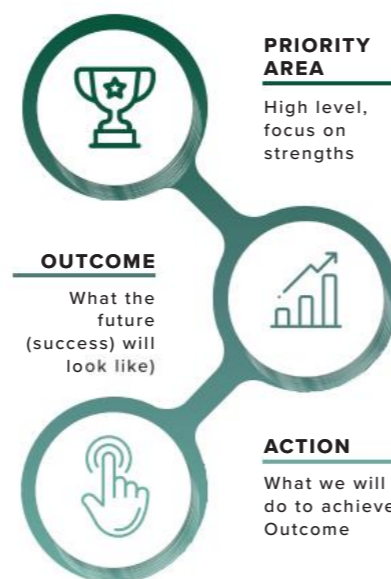 PRIORITY
AREA
High level,
focus on
strengths
OUTCOME
What the
future
(success) will
look like)
ACTION
What we will
do to achieve
Outcome